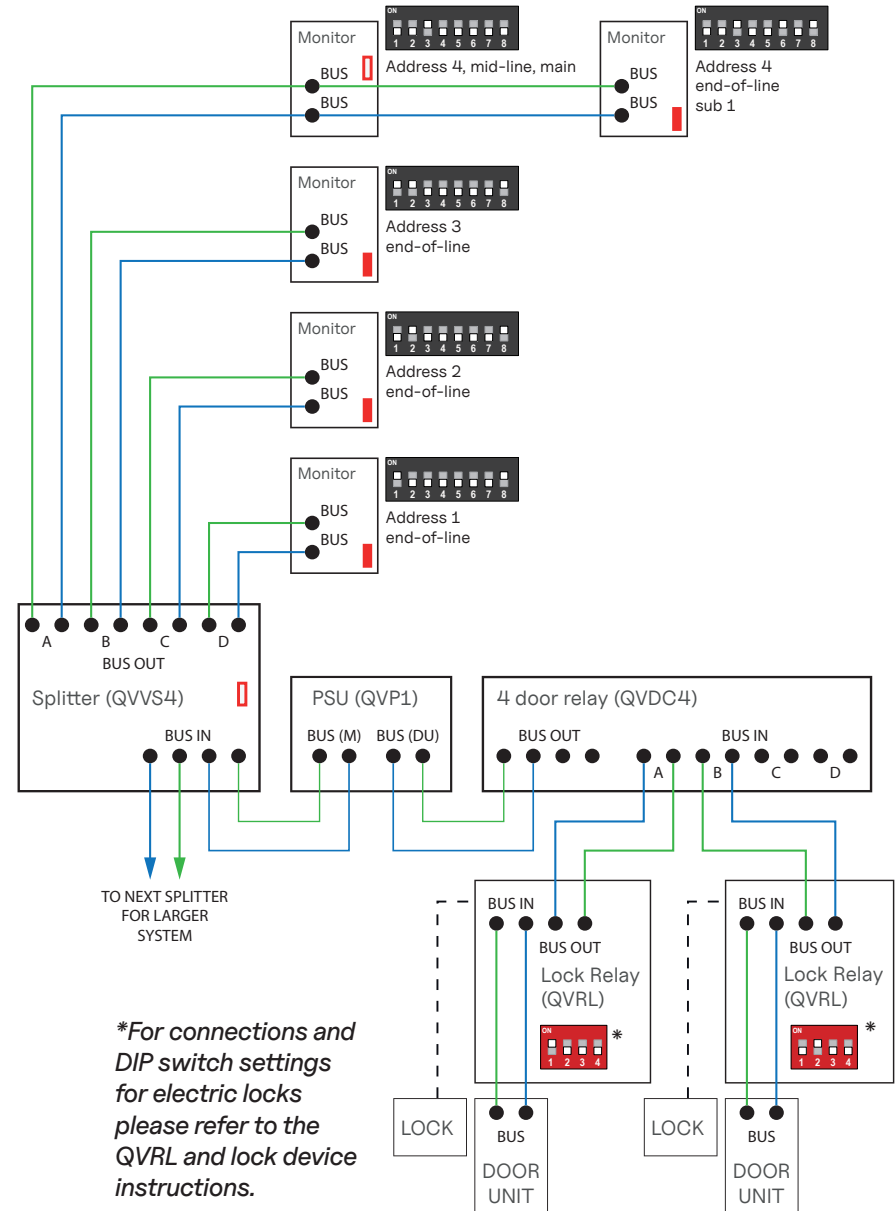 ON
1 2 3 4 5 6 7 8
Monitor
BUS
BUS
Address 4, mid-line, main
ON
1 2 3 4 5 6 7 8
Monitor
BUS
BUS
Address 4
end-of-line
sub 1
ON
1 2 3 4 5 6 7 8
Monitor
BUS
BUS
Address 3
end-of-line
ON
1 2 3 4 5 6 7 8
Monitor
BUS
BUS
Address 2
end-of-line
ON
1 2 3 4 5 6 7 8
Monitor
BUS
BUS
Address 1
end-of-line
A B C D
BUS OUT
Splitter (QVVS4)
BUS IN
PSU (QVP1)
BUS (M) BUS (DU)
4 door relay (QVDC4)
BUS OUT BUS IN
A B C D
TO NEXT SPLITTER
FOR LARGER
SYSTEM
BUS IN
BUS OUT
Lock Relay
(QVRL)
ON
1 2 3 4
*
LOCK
BUS
DOOR
UNIT
BUS IN
BUS OUT
Lock Relay
(QVRL)
ON
1 2 3 4
*
LOCK
BUS
DOOR
UNIT
*For connections and
DIP switch settings
for electric locks
please refer to the
QVRL and lock device
instructions.